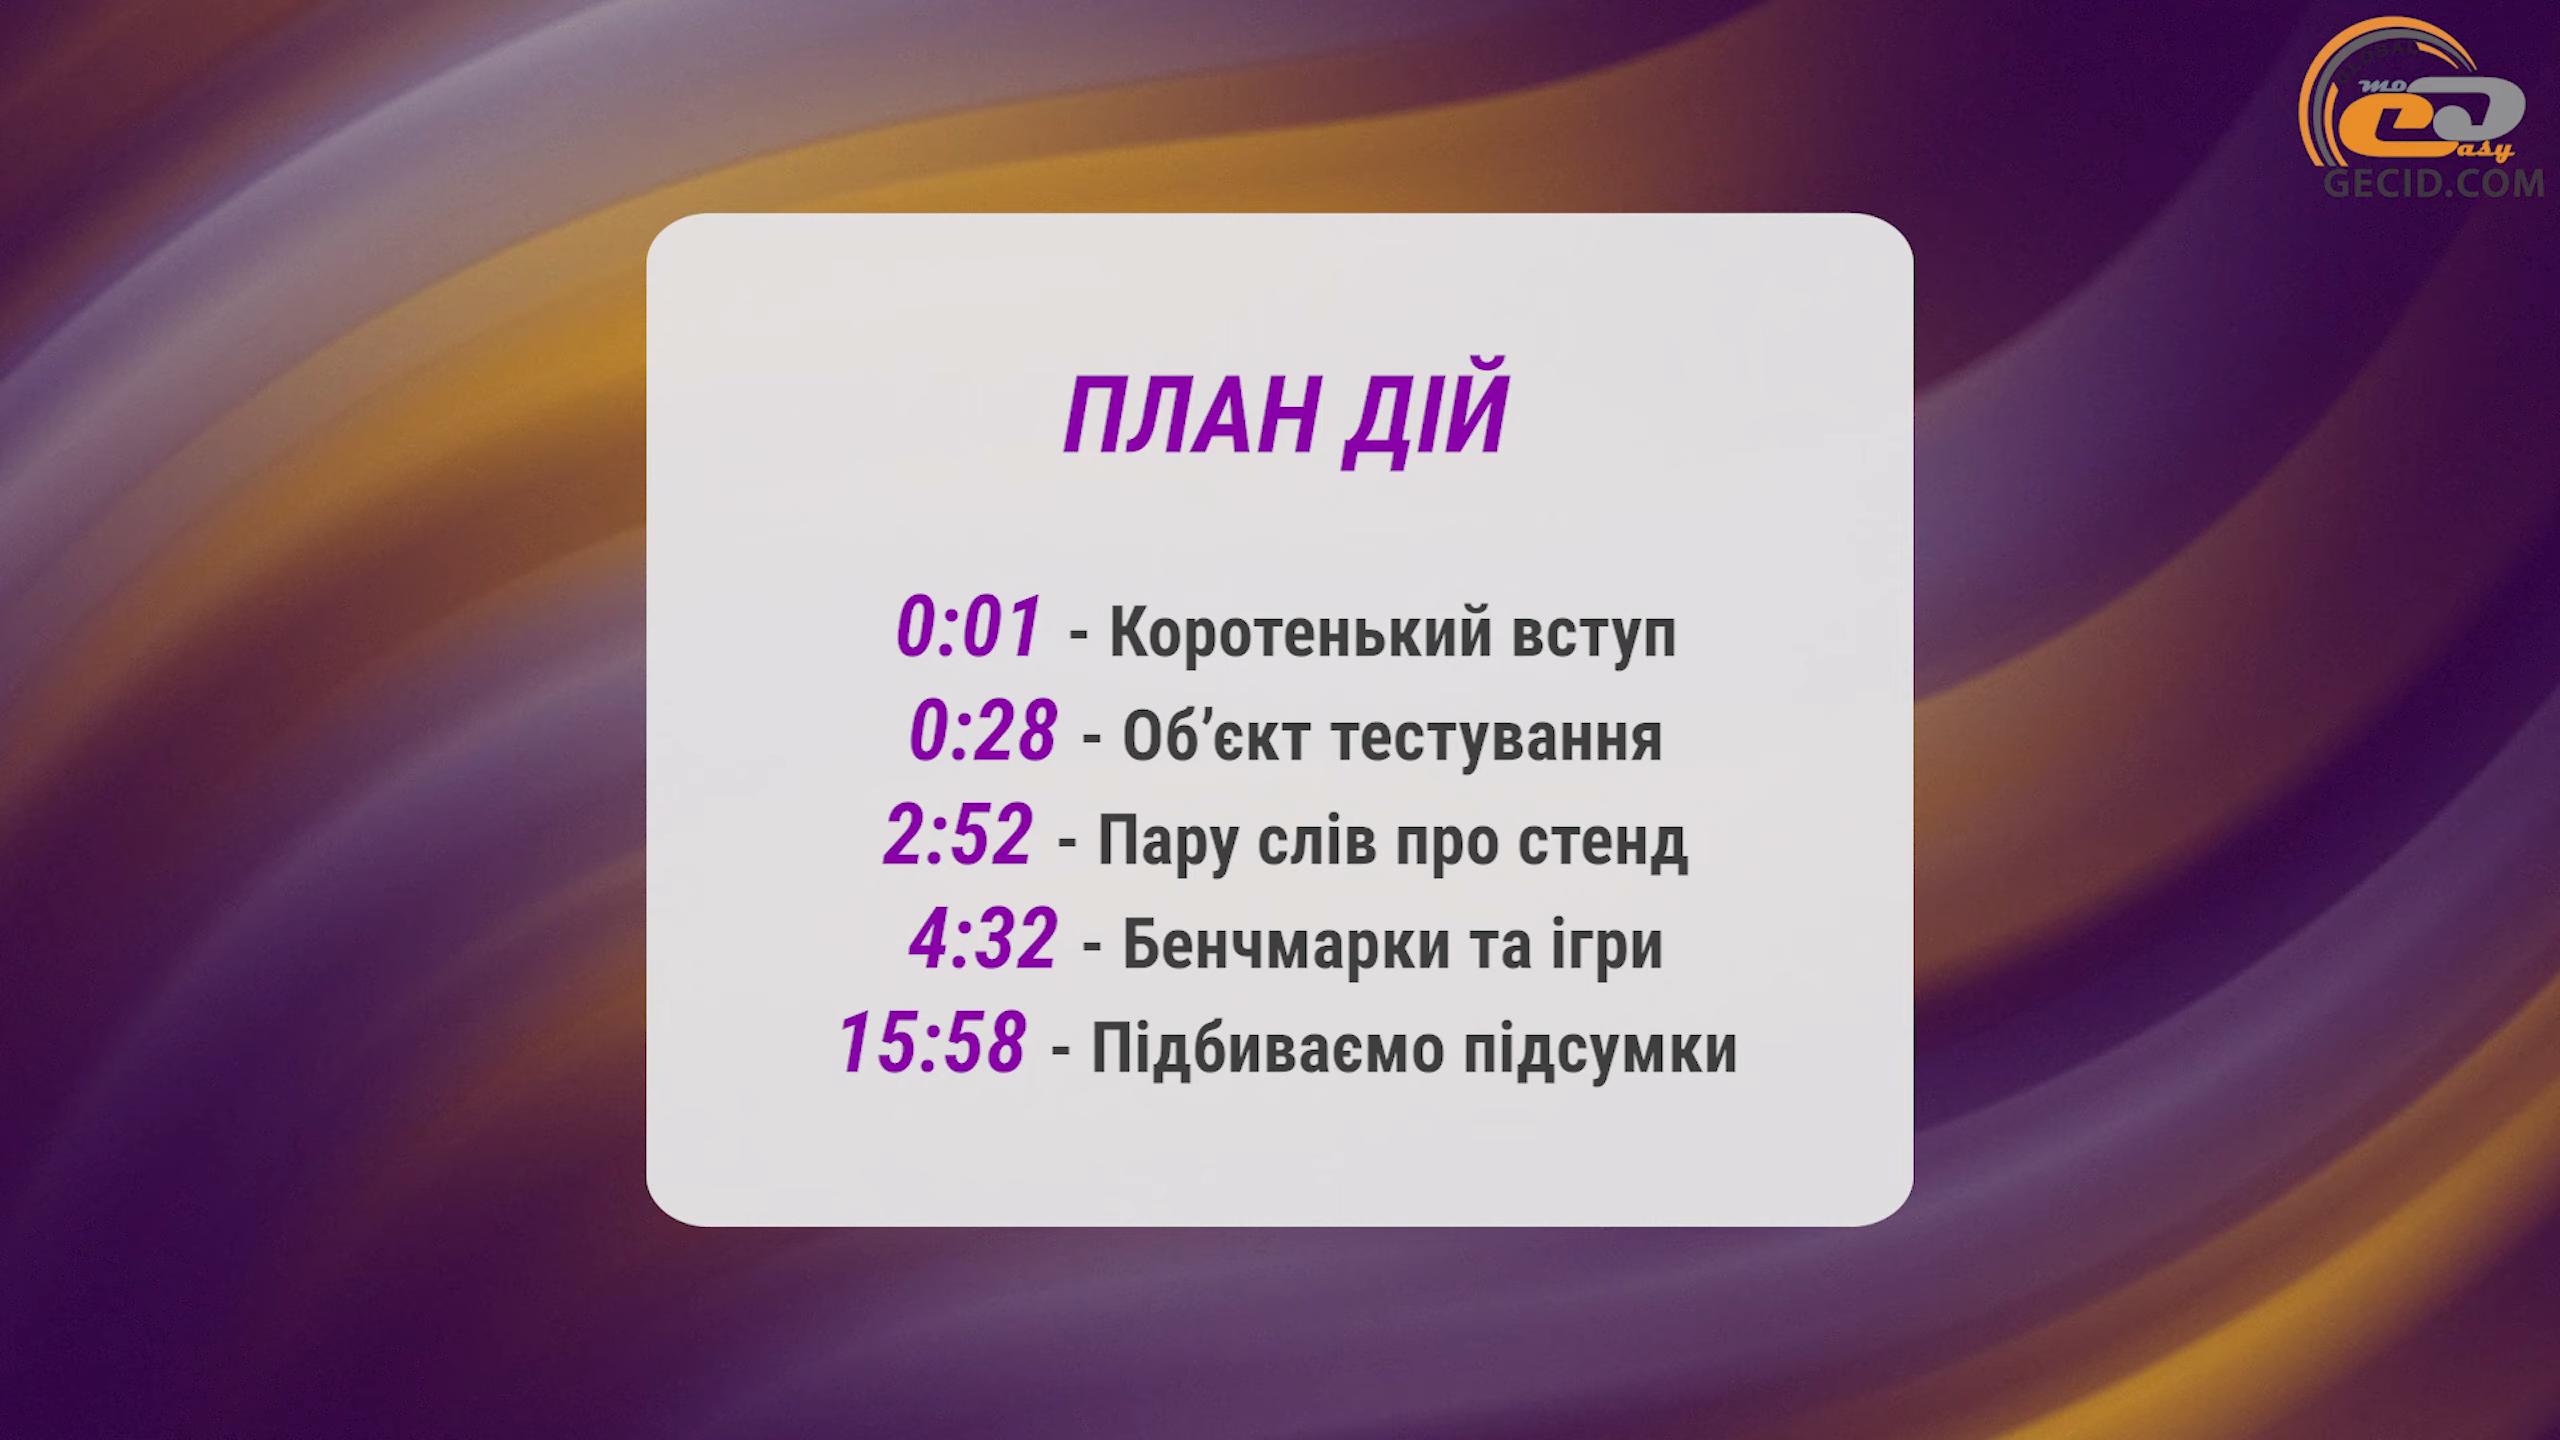 GECID.COM
ПЛАН ДІЙ
0:01 - Коротенький вступ
0:28 - Об’єкт тестування
2:52 - Пару слів про стенд
4:32 - Бенчмарки та ігри
15:58 - Підбиваємо підсумки